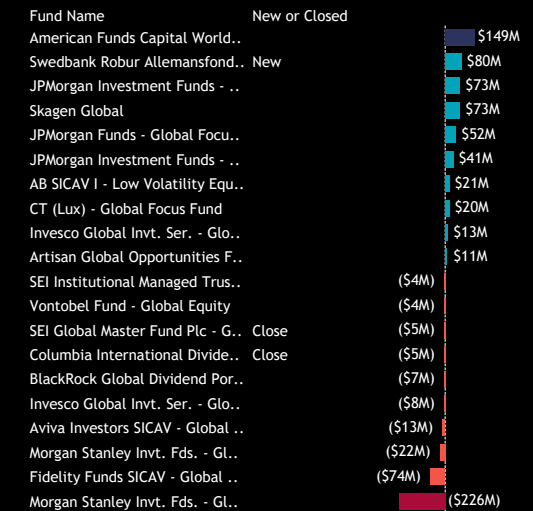 Fund Name New or Closed
American Funds Capital World.. $149M
Swedbank Robur Allemansfond.. New $80M
JPMorgan Investment Funds - .. $73M
Skagen Global $73M
JPMorgan Funds - Global Focu.. $52M
JPMorgan Investment Funds - .. $41M
AB SICAV I - Low Volatility Equ.. $21M
CT (Lux) - Global Focus Fund $20M
Invesco Global Invt. Ser. - Glo.. $13M
Artisan Global Opportunities F.. $11M
SEI Institutional Managed Trus.. ($4M)
Vontobel Fund - Global Equity ($4M)
SEI Global Master Fund Plc - G.. Close ($5M)
Columbia International Divide.. Close ($5M)
BlackRock Global Dividend Por.. ($7M)
Invesco Global Invt. Ser. - Glo.. ($8M)
Aviva Investors SICAV - Global .. ($13M)
Morgan Stanley Invt. Fds. - Gl.. ($22M)
Fidelity Funds SICAV - Global .. ($74M)
Morgan Stanley Invt. Fds. - Gl.. ($226M)